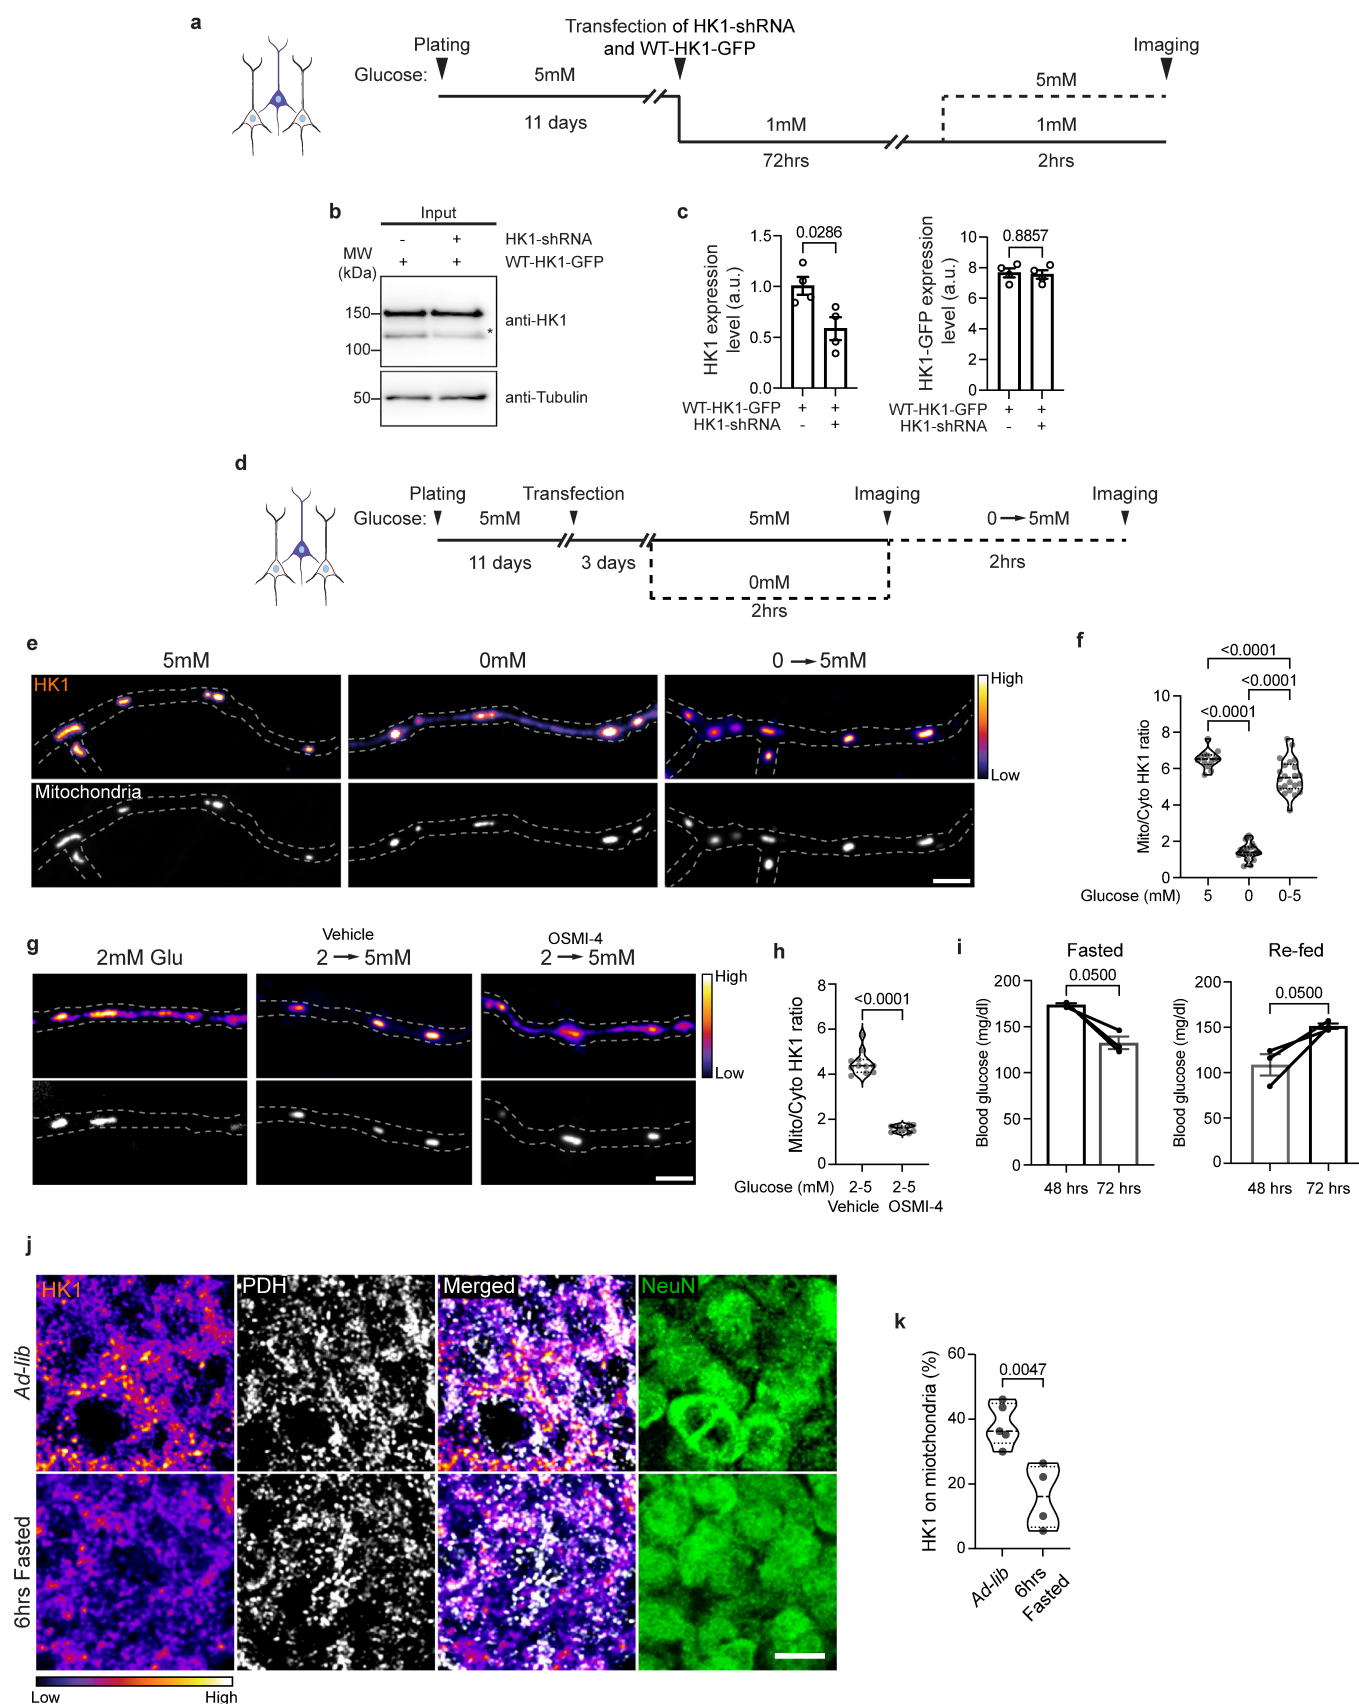 a
Transfection of HK1-shRNA
and WT-HK1-GFP
Plating
Imaging
Glucose:
5mM
5mM
11 days
1mM
1mM
72hrs
2hrs
b
Input
- + HK1-shRNA
+ + WT-HK1-GFP
MW
(kDa)
150
anti-HK1
*
100
50
anti-Tubulin
c
HK1 expression
level (a.u.)
1.5
1.0
0.5
0.0
0.0286
WT-HK1-GFP + +
HK1-shRNA - +
HK1-GFP expression
level (a.u.)
10
8
6
4
2
0
0.8857
WT-HK1-GFP + +
HK1-shRNA - +
d
Plating
Transfection
Imaging
Imaging
Glucose:
5mM
5mM
0 → 5mM
11 days
3 days
0mM
2hrs
2hrs
e
5mM
0mM
0 → 5mM
HK1
High
Low
Mitochondria
f
Mito/Cyto HK1 ratio
10
8
6
4
2
0
<0.0001
<0.0001
<0.0001
Glucose (mM) 5 0 0-5
g
2mM Glu
Vehicle
2 → 5mM
OSMI-4
2 → 5mM
High
Low
h
Mito/Cyto HK1 ratio
8
6
4
2
0
<0.0001
Glucose (mM) 2-5 2-5
Vehicle OSMI-4
i
Fasted
Blood glucose (mg/dl)
200
150
100
50
0
0.0500
48 hrs 72 hrs
Re-fed
Blood glucose (mg/dl)
200
150
100
50
0
0.0500
48 hrs 72 hrs
j
HK1
PDH
Merged
NeuN
Ad-lib
6hrs Fasted
Low
High
k
HK1 on miotchondria (%)
60
40
20
0
0.0047
Ad-lib
6hrs
Fasted